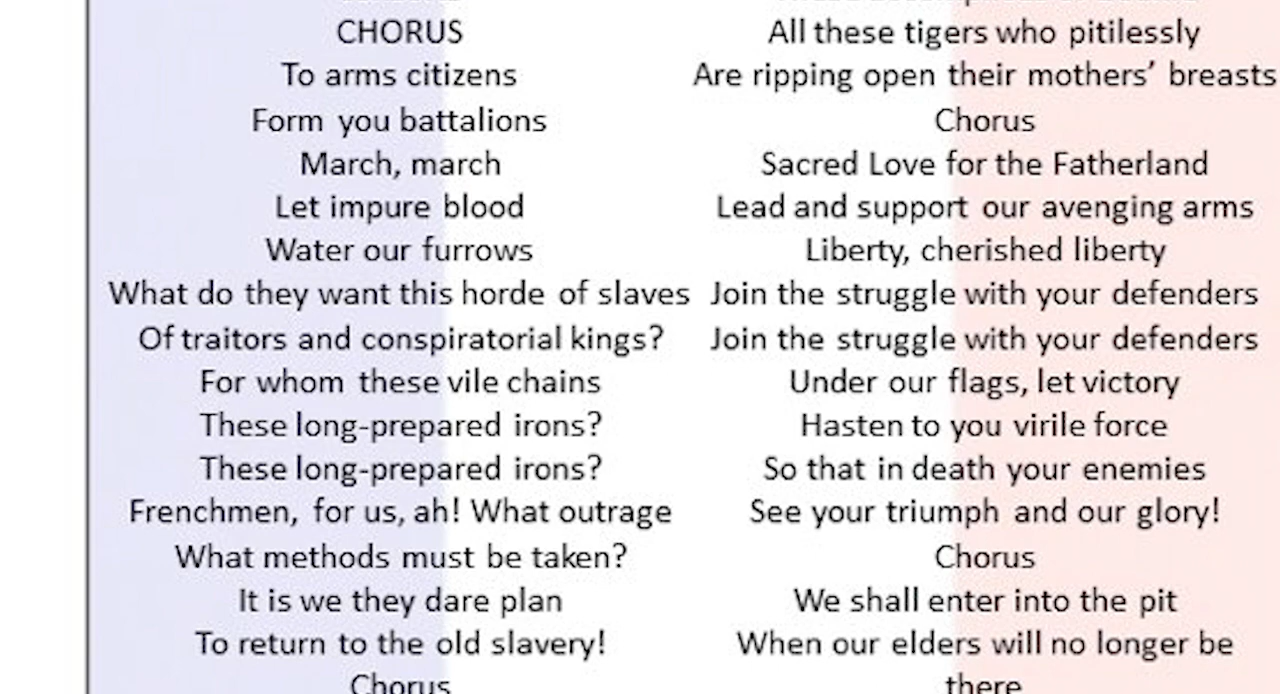 CHORUS
To arms citizens
Form you battalions
March, march
Let impure blood
Water our furrows
What do they want this horde of slaves
Of traitors and conspiratorial kings?
For whom these vile chains
These long-prepared irons?
These long-prepared irons?
Frenchmen, for us, ah! What outrage
What methods must be taken?
It is we they dare plan
To return to the old slavery!
Chorus
All these tigers who pitilessly
Are ripping open their mothers’ breasts
Chorus
Sacred Love for the Fatherland
Lead and support our avenging arms
Liberty, cherished liberty
Join the struggle with your defenders
Join the struggle with your defenders
Under our flags, let victory
Hasten to you virile force
So that in death your enemies
See your triumph and our glory!
Chorus
We shall enter into the pit
When our elders will no longer be
there